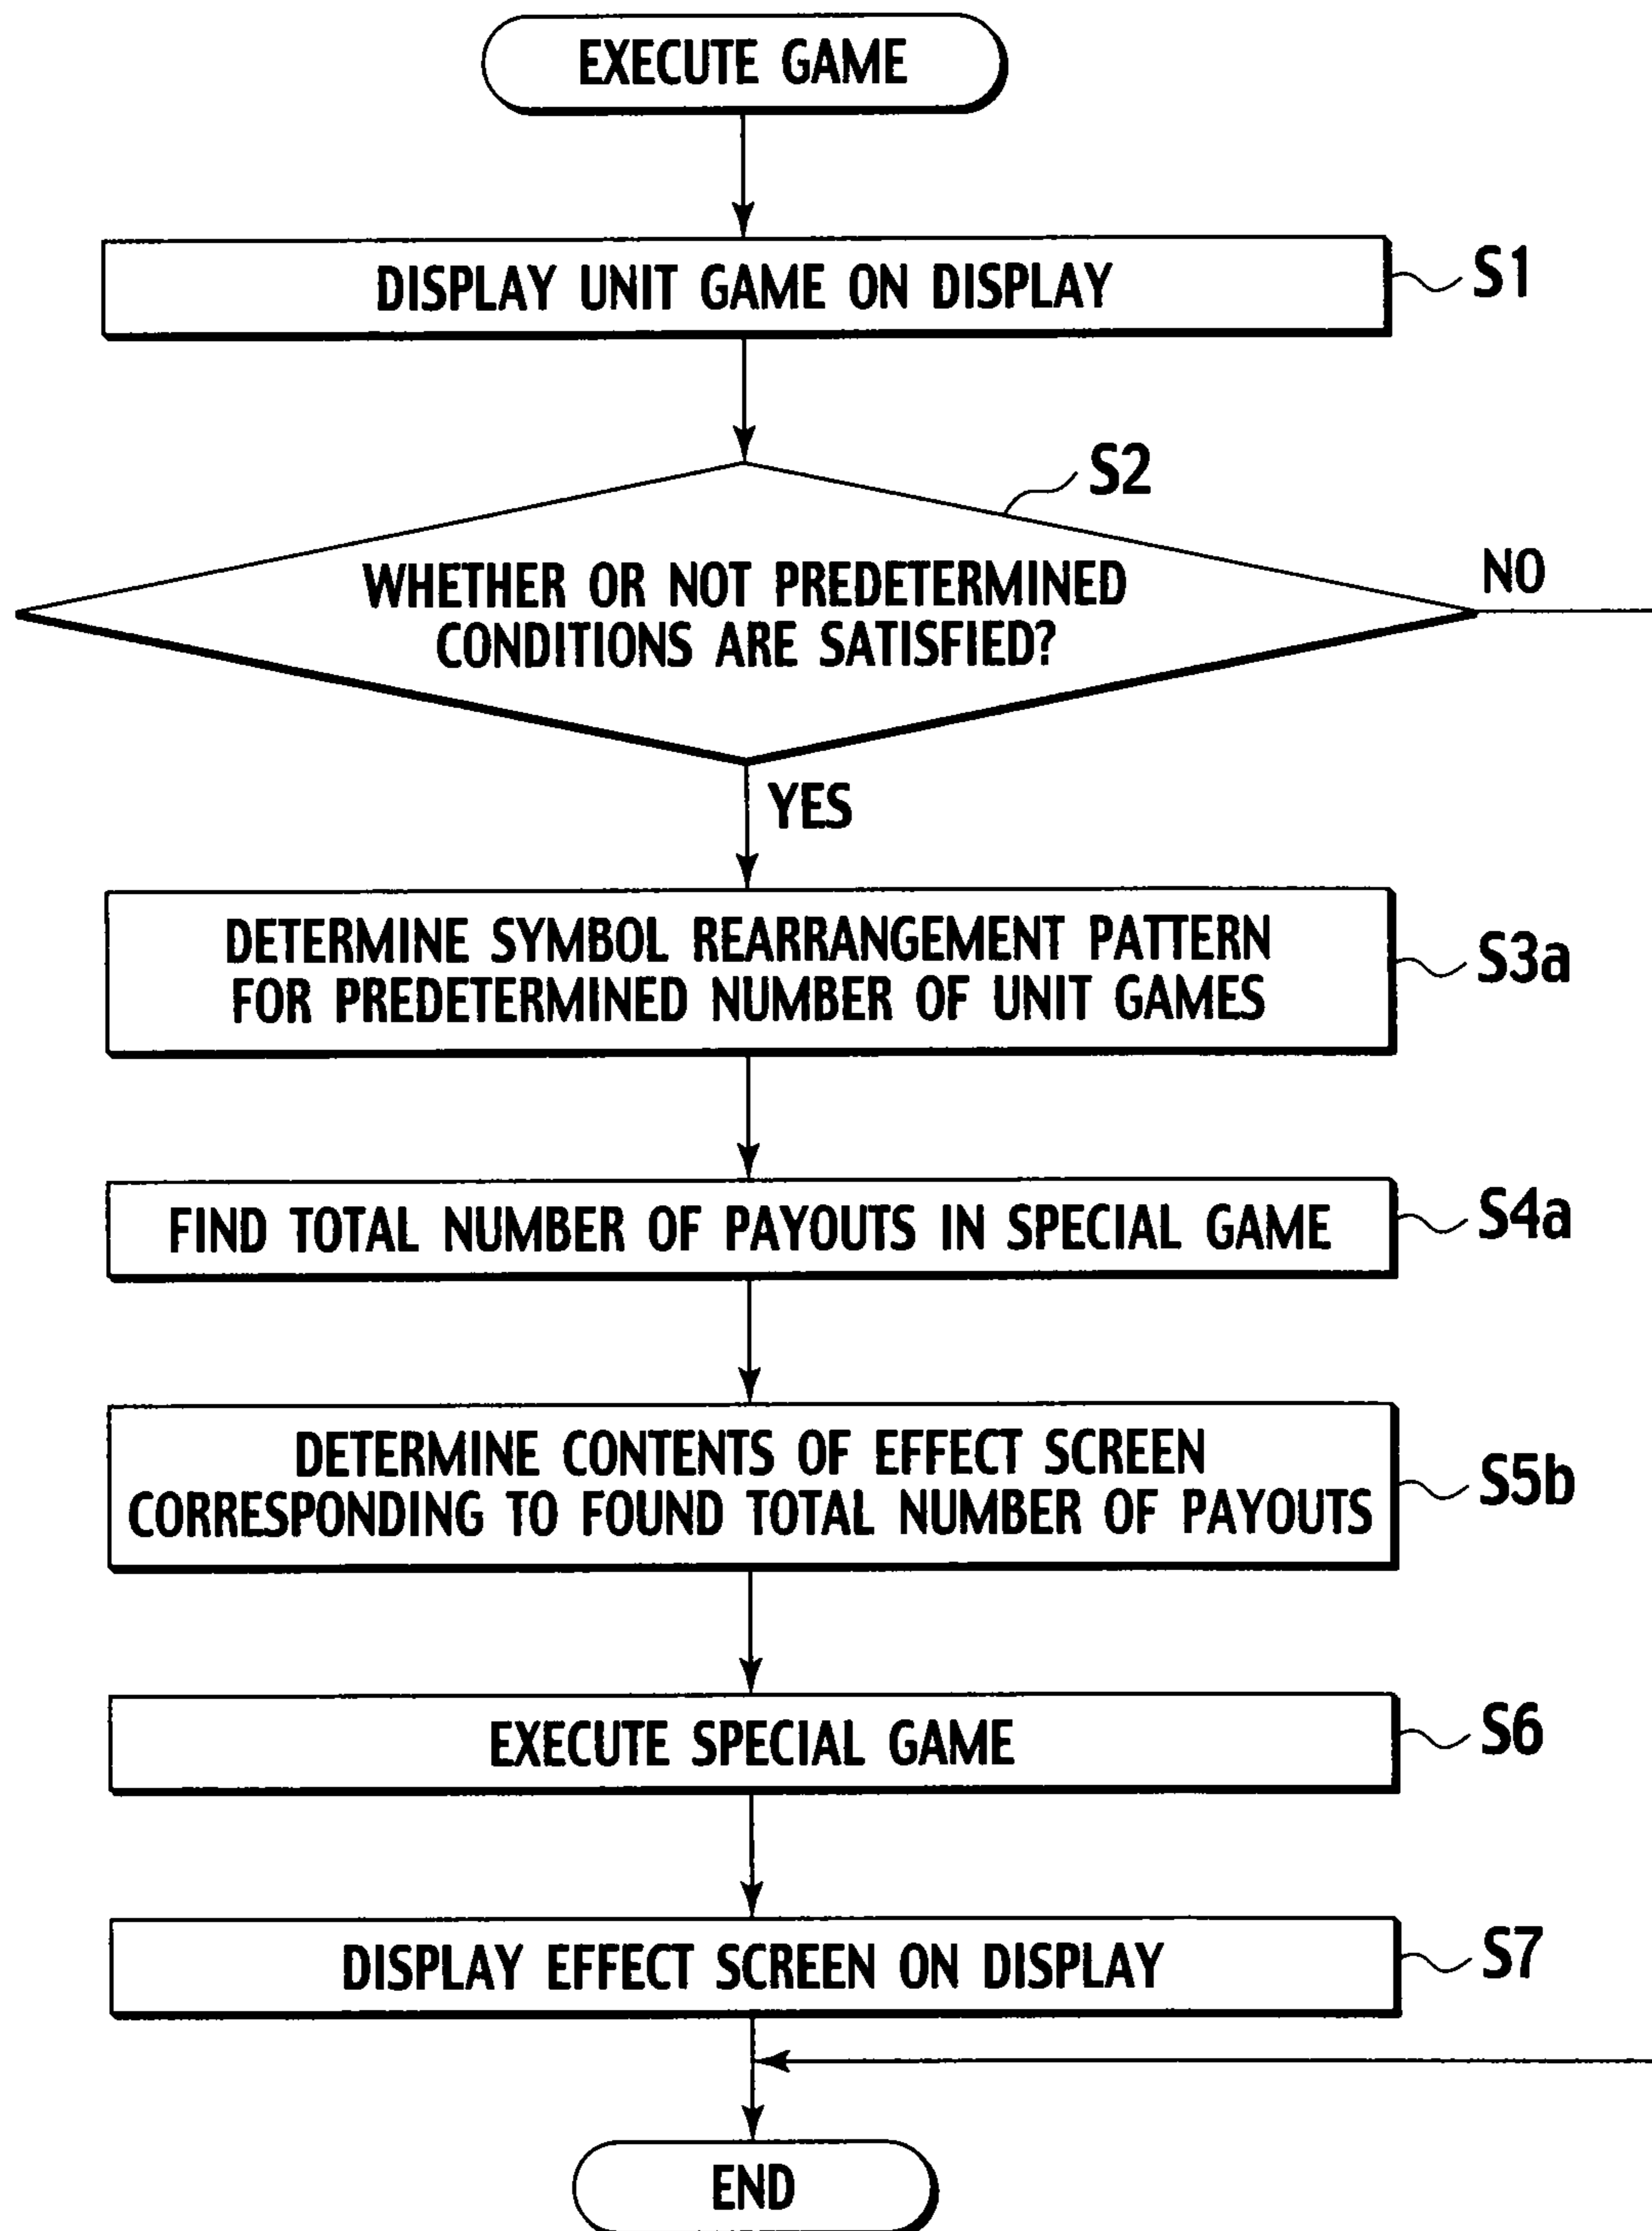 EXECUTE GAME
DISPLAY UNIT GAME ON DISPLAY
S1
S2
WHETHER OR NOT PREDETERMINED
CONDITIONS ARE SATISFIED?
NO
YES
DETERMINE SYMBOL REARRANGEMENT PATTERN
FOR PREDETERMINED NUMBER OF UNIT GAMES
S3a
FIND TOTAL NUMBER OF PAYOUTS IN SPECIAL GAME
S4a
DETERMINE CONTENTS OF EFFECT SCREEN
CORRESPONDING TO FOUND TOTAL NUMBER OF PAYOUTS
S5b
EXECUTE SPECIAL GAME
S6
DISPLAY EFFECT SCREEN ON DISPLAY
S7
END